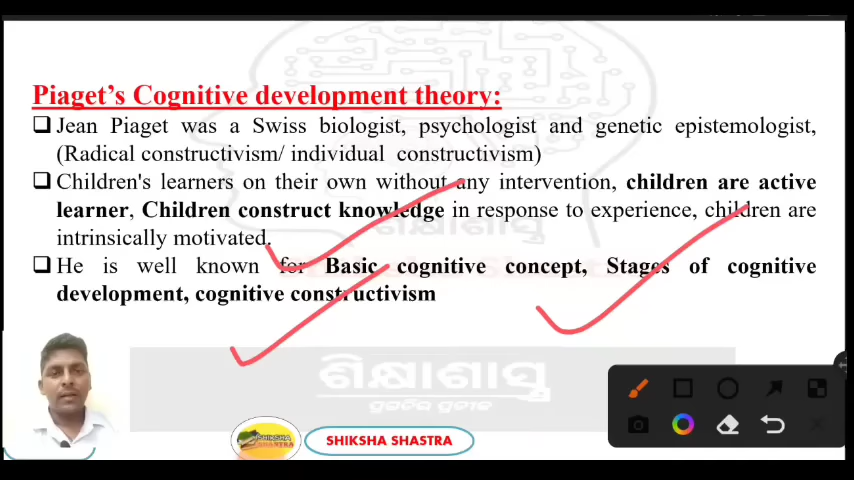 Piaget's Cognitive development theory:
Jean Piaget was a Swiss biologist, psychologist and genetic epistemologist,
(Radical constructivism/ individual constructivism)
Children's learners on their own without any intervention, children are active
learner, Children construct knowledge in response to experience, children are
intrinsically motivated.
He is well known for Basic cognitive concept, Stages of cognitive
development, cognitive constructivism
ଶିକ୍ଷାଶାସ୍ତ୍ର
SHIKSHA SHASTRA
SHIKSHA
SHASTRA